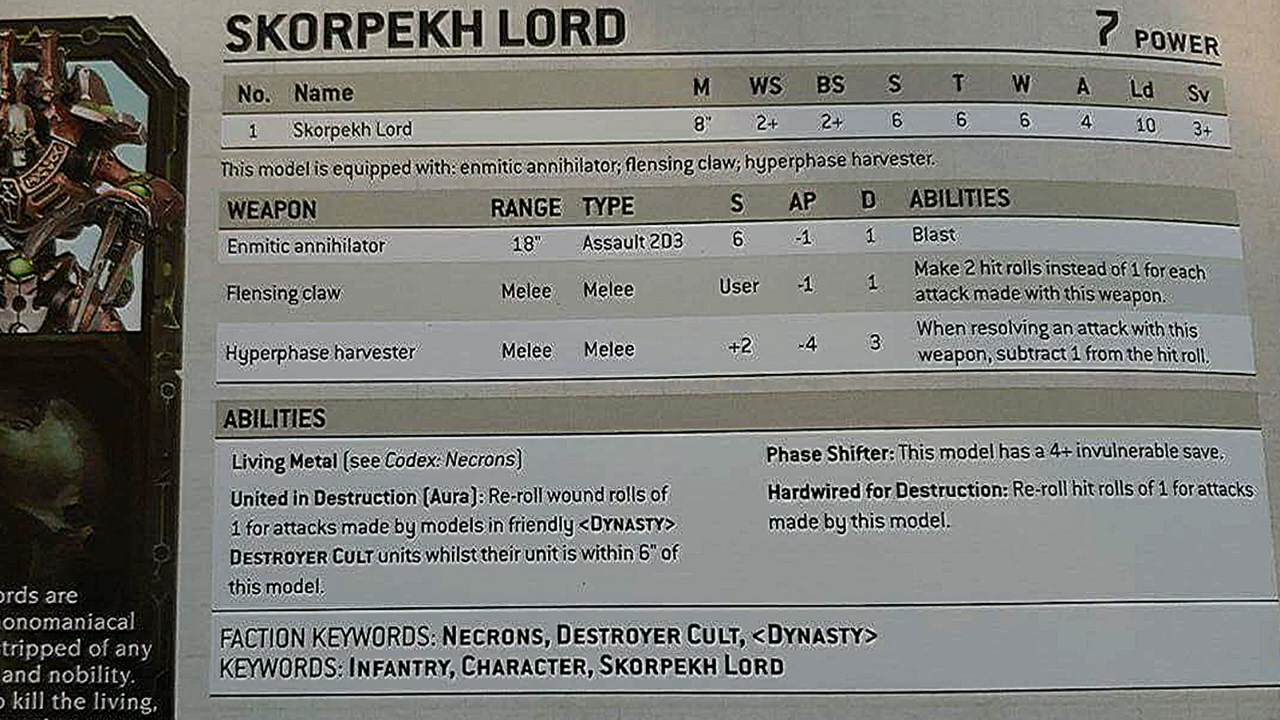 SKORPEKH LORD 7 POWER
No. Name M WS BS S T W A Ld Sv
1 Skorpekh Lord 8" 2+ 2+ 6 6 6 4 10 3+
This model is equipped with: enmitic annihilator; flensing claw; hyperphase harvester.
WEAPON RANGE TYPE S AP D ABILITIES
Enmitic annihilator 18" Assault 2D3 6 -1 1 Blast
Flensing claw Melee Melee User -1 1 Make 2 hit rolls instead of 1 for each
attack made with this weapon.
Hyperphase harvester Melee Melee +2 -4 3 When resolving an attack with this
weapon, subtract 1 from the hit roll.
ABILITIES
Living Metal (see Codex: Necrons)
United in Destruction (Aura): Re-roll wound rolls of
1 for attacks made by models in friendly <DYNASTY>
DESTROYER CULT units whilst their unit is within 6" of
this model.
Phase Shifter: This model has a 4+ invulnerable save.
Hardwired for Destruction: Re-roll hit rolls of 1 for attacks
made by this model.
FACTION KEYWORDS: NECRONS, DESTROYER CULT, <DYNASTY>
KEYWORDS: INFANTRY, CHARACTER, SKORPEKH LORD
ords are
onomaniacal
tripped of any
and nobility.
o kill the living,